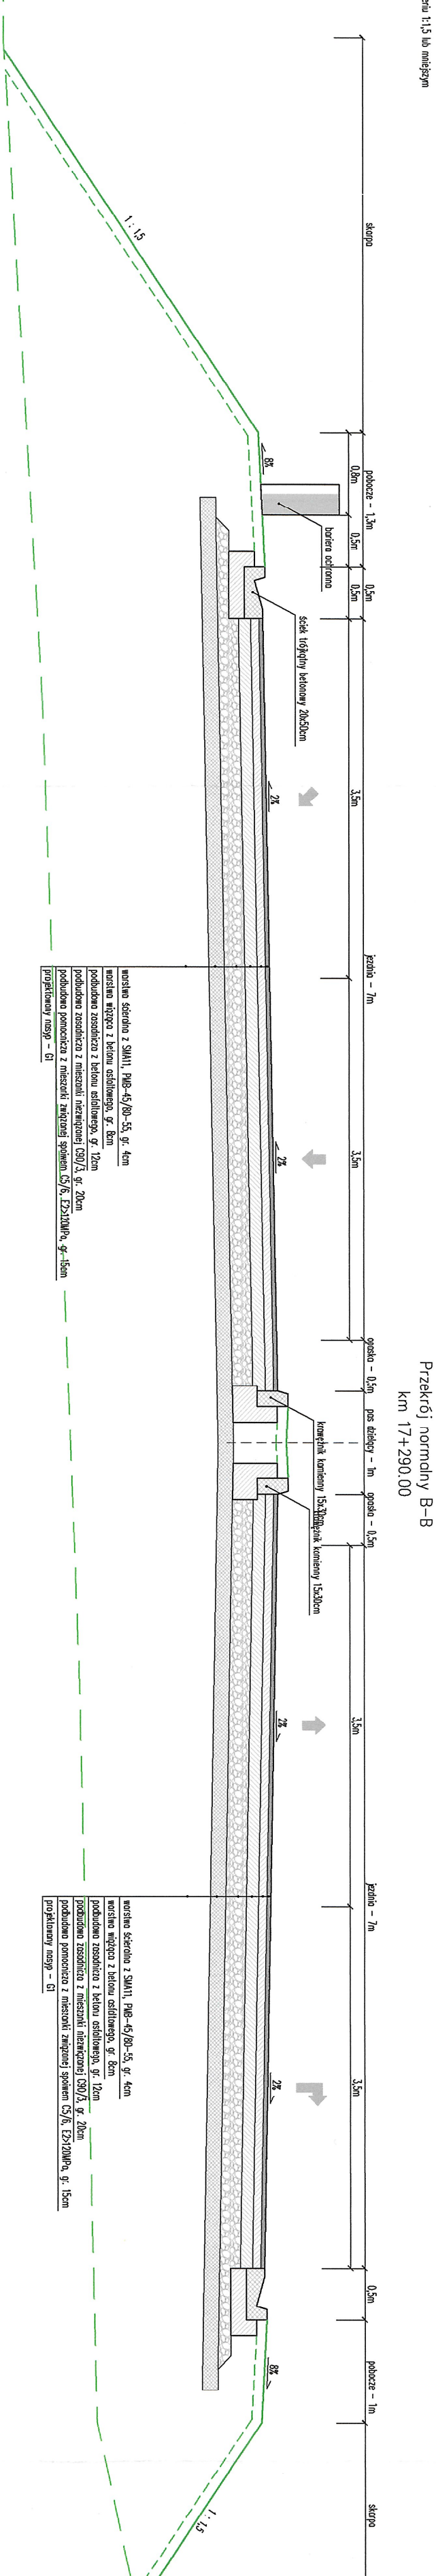 eniu 1:1,5 lub mniejszym
Przekrój normalny B-B
km 17+290.00
skarpa
pobocze - 1,3m
0,5m
jezdnia - 7m
opaska - 0,5m
pas dzielący - 1m
opaska - 0,5m
jezdnia - 7m
0,5m
pobocze - 1m
skarpa
0,8m
0,5m
0,5m
3,5m
3,5m
3,5m
3,5m
1 : 1,5
8%
bariera ochronna
ściek trójkątny betonowy 20x50cm
2%
2%
krawężnik kamienny 15x30cm
krawężnik kamienny 15x30cm
2%
2%
8%
1 : 1,5
warstwa ścieralna z SMA11, PMB-45/80-55, gr. 4cm
warstwa wiążąca z betonu asfaltowego, gr. 8cm
podbudowa zasadnicza z betonu asfaltowego, gr. 12cm
podbudowa zasadnicza z mieszanki niezwiązanej C90/3, gr. 20cm
podbudowa pomocnicza z mieszanki związanej spoiwem C5/6, E2>120MPa, gr. 15cm
projektowany nasyp - G1
warstwa ścieralna z SMA11, PMB-45/80-55, gr. 4cm
warstwa wiążąca z betonu asfaltowego, gr. 8cm
podbudowa zasadnicza z betonu asfaltowego, gr. 12cm
podbudowa zasadnicza z mieszanki niezwiązanej C90/3, gr. 20cm
podbudowa pomocnicza z mieszanki związanej spoiwem C5/6, E2>120MPa, gr. 15cm
projektowany nasyp - G1